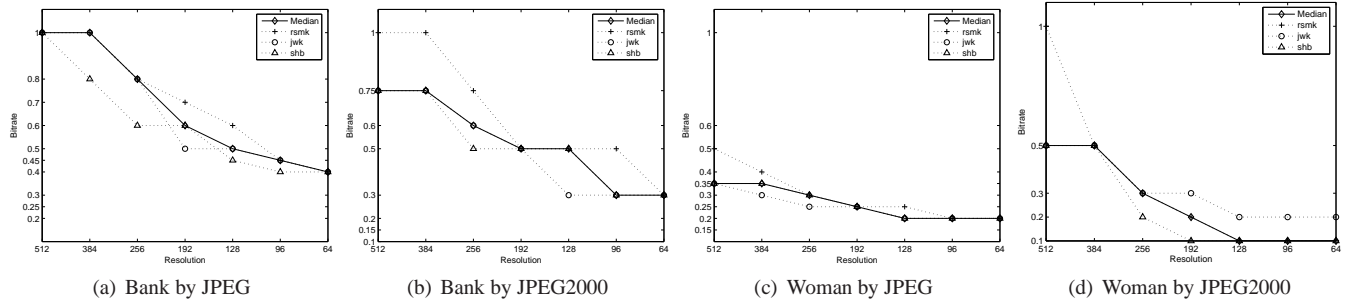 1
0.8
0.7
0.6
0.5
0.45
0.4
0.3
0.25
0.2
Bitrate
512 384 256 192 128 96 64
Resolution
Median
rsmk
jwk
shb
(a) Bank by JPEG
1
0.75
0.6
0.5
0.3
0.2
0.15
0.1
Bitrate
512 384 256 192 128 96 64
Resolution
Median
rsmk
jwk
shb
(b) Bank by JPEG2000
1
0.6
0.5
0.4
0.35
0.3
0.25
0.2
0.15
0.1
Bitrate
512 384 256 192 128 96 64
Resolution
Median
rsmk
jwk
shb
(c) Woman by JPEG
1
0.5
0.3
0.2
0.1
Bitrate
512 384 256 192 128 96 64
Resolution
Median
rsmk
jwk
shb
(d) Woman by JPEG2000